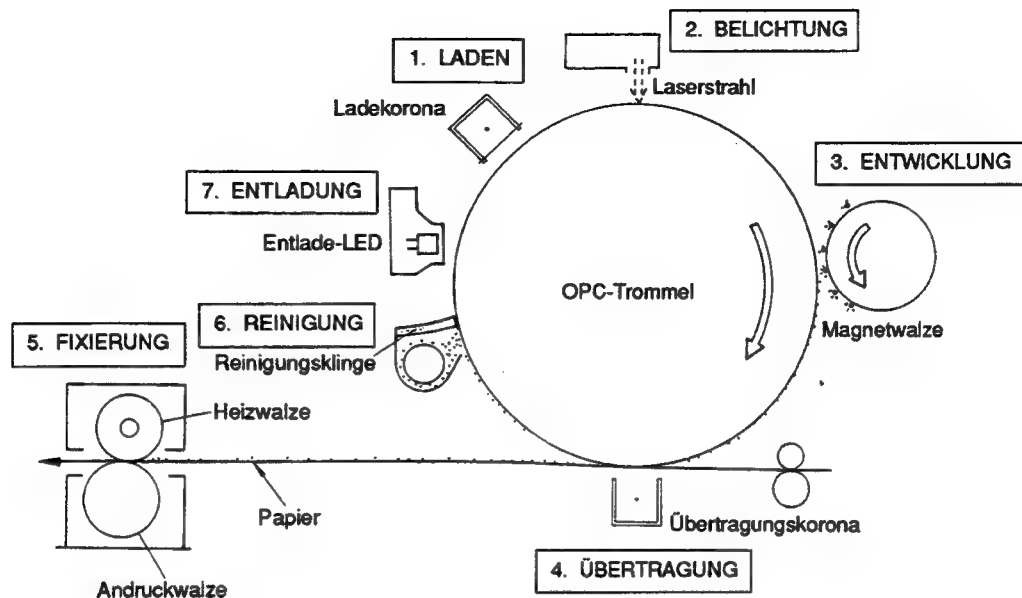 2. BELICHTUNG
1. LADEN
Laserstrahl
Ladekorona
3. ENTWICKLUNG
7. ENTLADUNG
Entlade-LED
OPC-Trommel
6. REINIGUNG
5. FIXIERUNG
Magnetwalze
Reinigungsklinge
Heizwalze
Papier
Übertragungskorona
4. ÜBERTRAGUNG
Andruckwalze